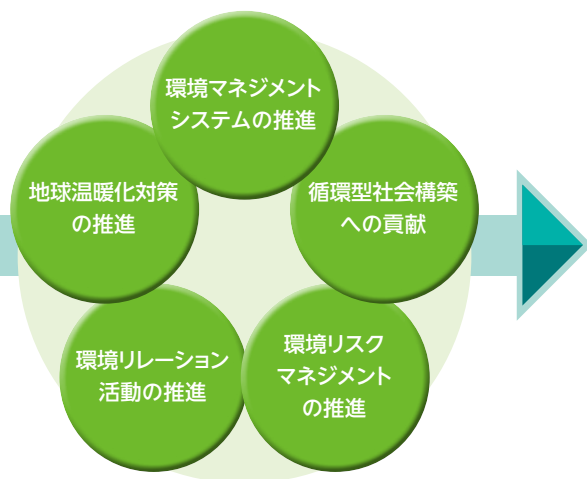 環境マネジメント
システムの推進
地球温暖化対策
の推進
循環型社会構築
への貢献
環境リレーション
活動の推進
環境リスク
マネジメント
の推進